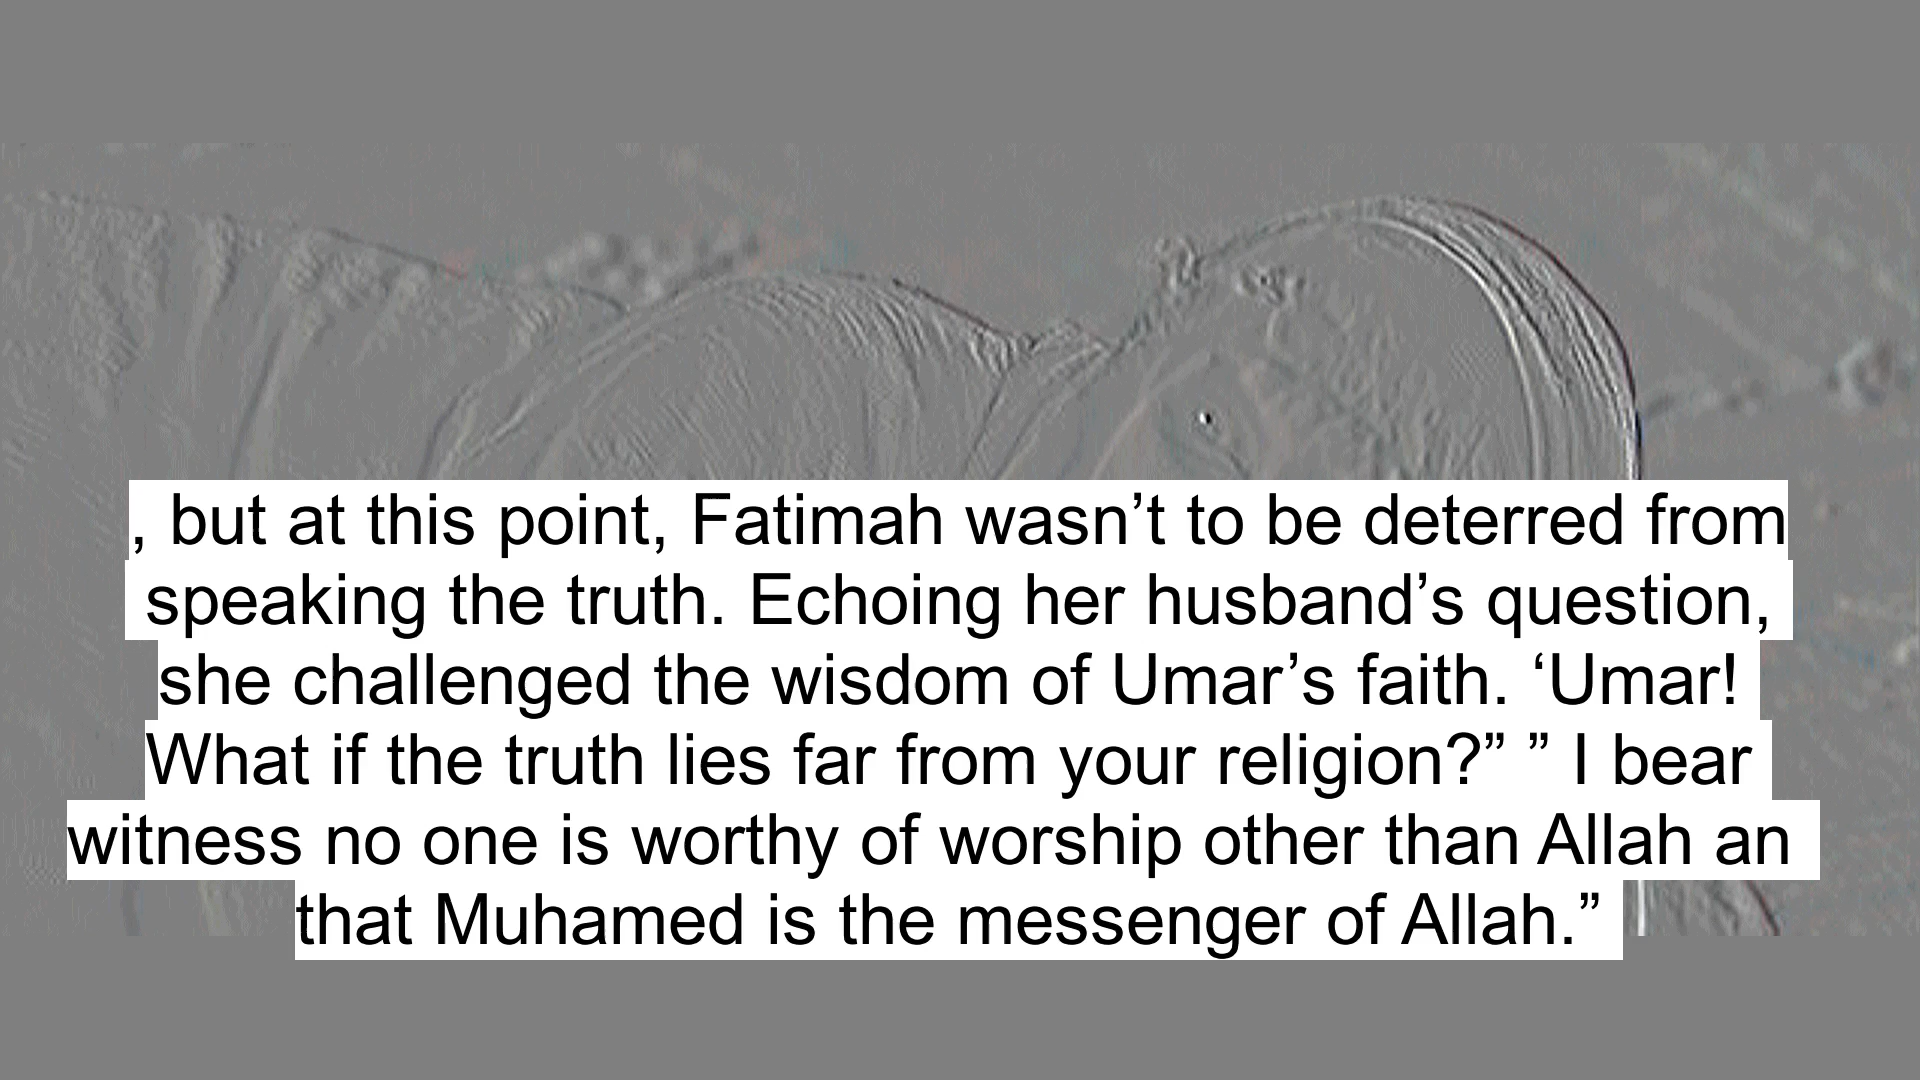 , but at this point, Fatimah wasn’t to be deterred from
speaking the truth. Echoing her husband’s question,
she challenged the wisdom of Umar’s faith. ‘Umar!
What if the truth lies far from your religion?” ” I bear
witness no one is worthy of worship other than Allah an
that Muhamed is the messenger of Allah.”